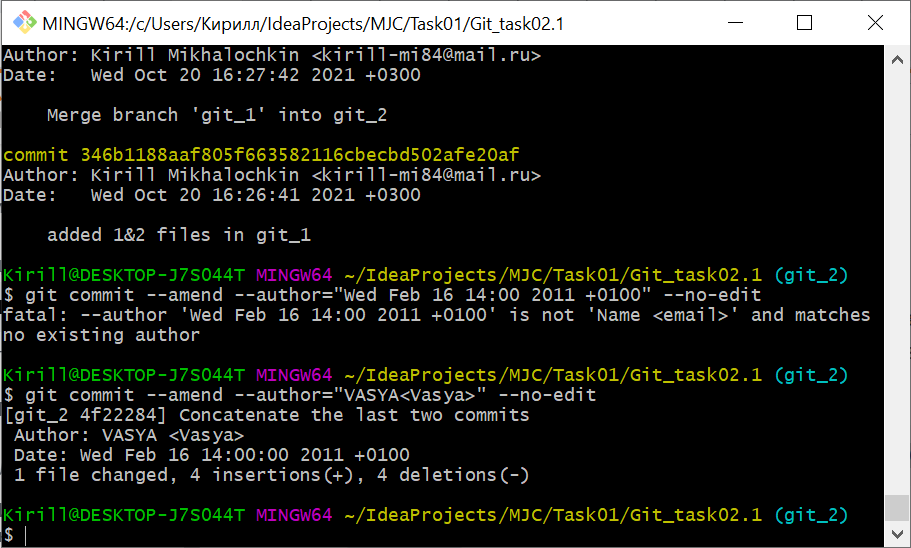 MINGW64:/c/Users/Кирилл/IdeaProjects/MJC/Task01/Git_task02.1
Author: Kirill Mikhalochkin <kirill-mi84@mail.ru>
Date:   Wed Oct 20 16:27:42 2021 +0300
    Merge branch 'git_1' into git_2
commit 346b1188aaf805f663582116cbecbd502afe20af
Author: Kirill Mikhalochkin <kirill-mi84@mail.ru>
Date:   Wed Oct 20 16:26:41 2021 +0300
    added 1&2 files in git_1
Kirill@DESKTOP-J7SO44T MINGW64 ~/IdeaProjects/MJC/Task01/Git_task02.1 (git_2)
$ git commit --amend --author="Wed Feb 16 14:00 2011 +0100" --no-edit
fatal: --author 'Wed Feb 16 14:00 2011 +0100' is not 'Name <email>' and matches
no existing author
Kirill@DESKTOP-J7SO44T MINGW64 ~/IdeaProjects/MJC/Task01/Git_task02.1 (git_2)
$ git commit --amend --author="VASYA<Vasya>" --no-edit
[git_2 4f22284] Concatenate the last two commits
 Author: VASYA <Vasya>
 Date: Wed Feb 16 14:00:00 2011 +0100
 1 file changed, 4 insertions(+), 4 deletions(-)
Kirill@DESKTOP-J7SO44T MINGW64 ~/IdeaProjects/MJC/Task01/Git_task02.1 (git_2)
$